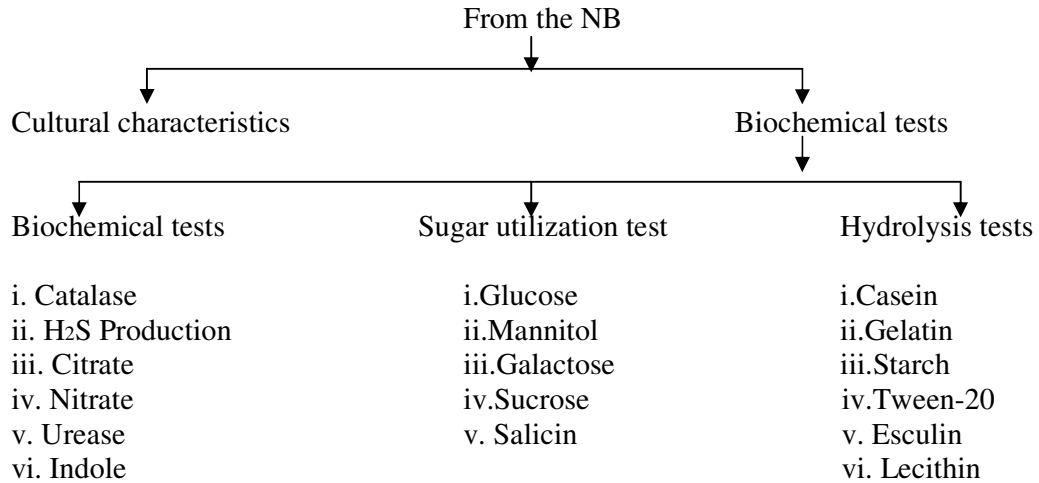 From the NB
Cultural characteristics
Biochemical tests
Biochemical tests
i. Catalase
ii. H2S Production
iii. Citrate
iv. Nitrate
v. Urease
vi. Indole
Sugar utilization test
i.Glucose
ii.Mannitol
iii.Galactose
iv.Sucrose
v. Salicin
Hydrolysis tests
i.Casein
ii.Gelatin
iii.Starch
iv.Tween-20
v. Esculin
vi. Lecithin